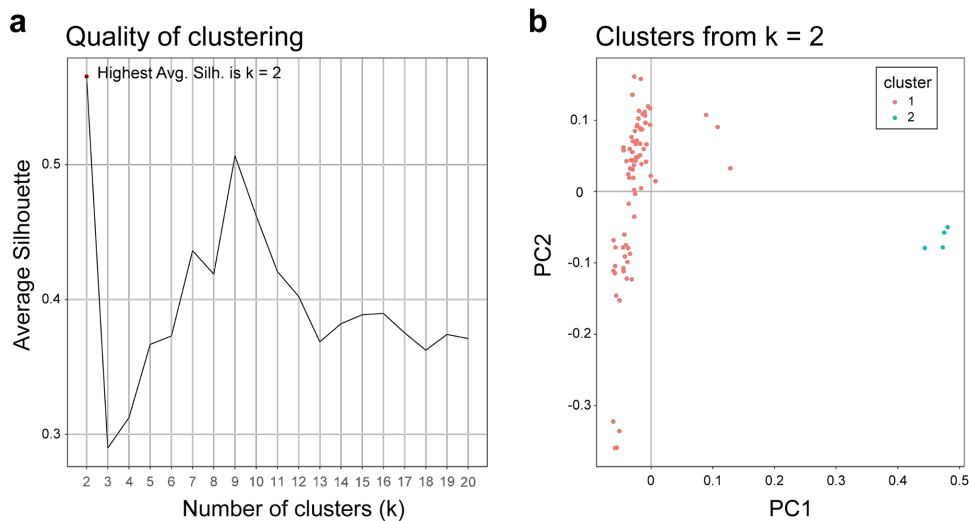 a
Quality of clustering
Highest Avg. Silh. is k = 2
0.5
0.4
0.3
Average Silhouette
2 3 4 5 6 7 8 9 10 11 12 13 14 15 16 17 18 19 20
Number of clusters (k)
b
Clusters from k = 2
cluster
1
2
0.1
0
-0.1
-0.2
-0.3
PC2
0 0.1 0.2 0.3 0.4 0.5
PC1